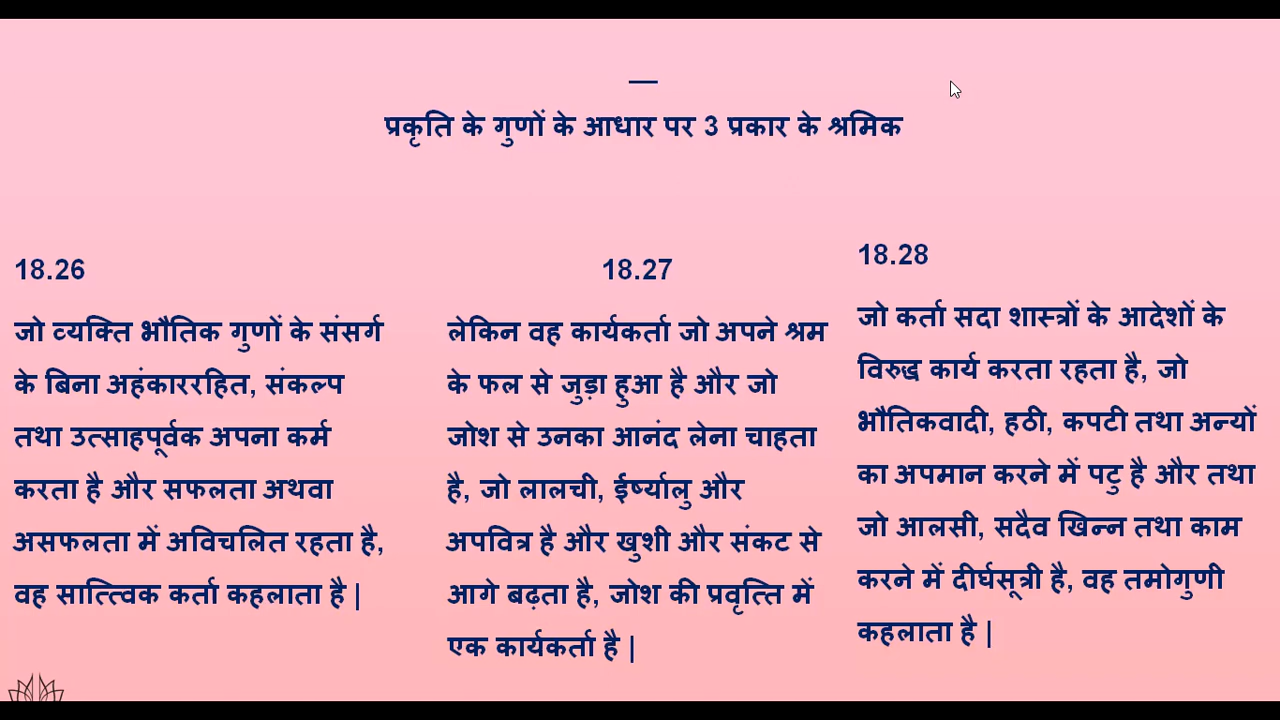 प्रकृति के गुणों के आधार पर 3 प्रकार के श्रमिक
18.26
जो व्यक्ति भौतिक गुणों के संसर्ग
के बिना अहंकाररहित, संकल्प
तथा उत्साहपूर्वक अपना कर्म
करता है और सफलता अथवा
असफलता में अविचलित रहता है,
वह सात्त्विक कर्ता कहलाता है |
18.27
लेकिन वह कार्यकर्ता जो अपने श्रम
के फल से जुड़ा हुआ है और जो
जोश से उनका आनंद लेना चाहता
है, जो लालची, ईर्ष्यालु और
अपवित्र है और खुशी और संकट से
आगे बढ़ता है, जोश की प्रवृत्ति में
एक कार्यकर्ता है |
18.28
जो कर्ता सदा शास्त्रों के आदेशों के
विरुद्ध कार्य करता रहता है, जो
भौतिकवादी, हठी, कपटी तथा अन्यों
का अपमान करने में पटु है और तथा
जो आलसी, सदैव खिन्न तथा काम
करने में दीर्घसूत्री है, वह तमोगुणी
कहलाता है |